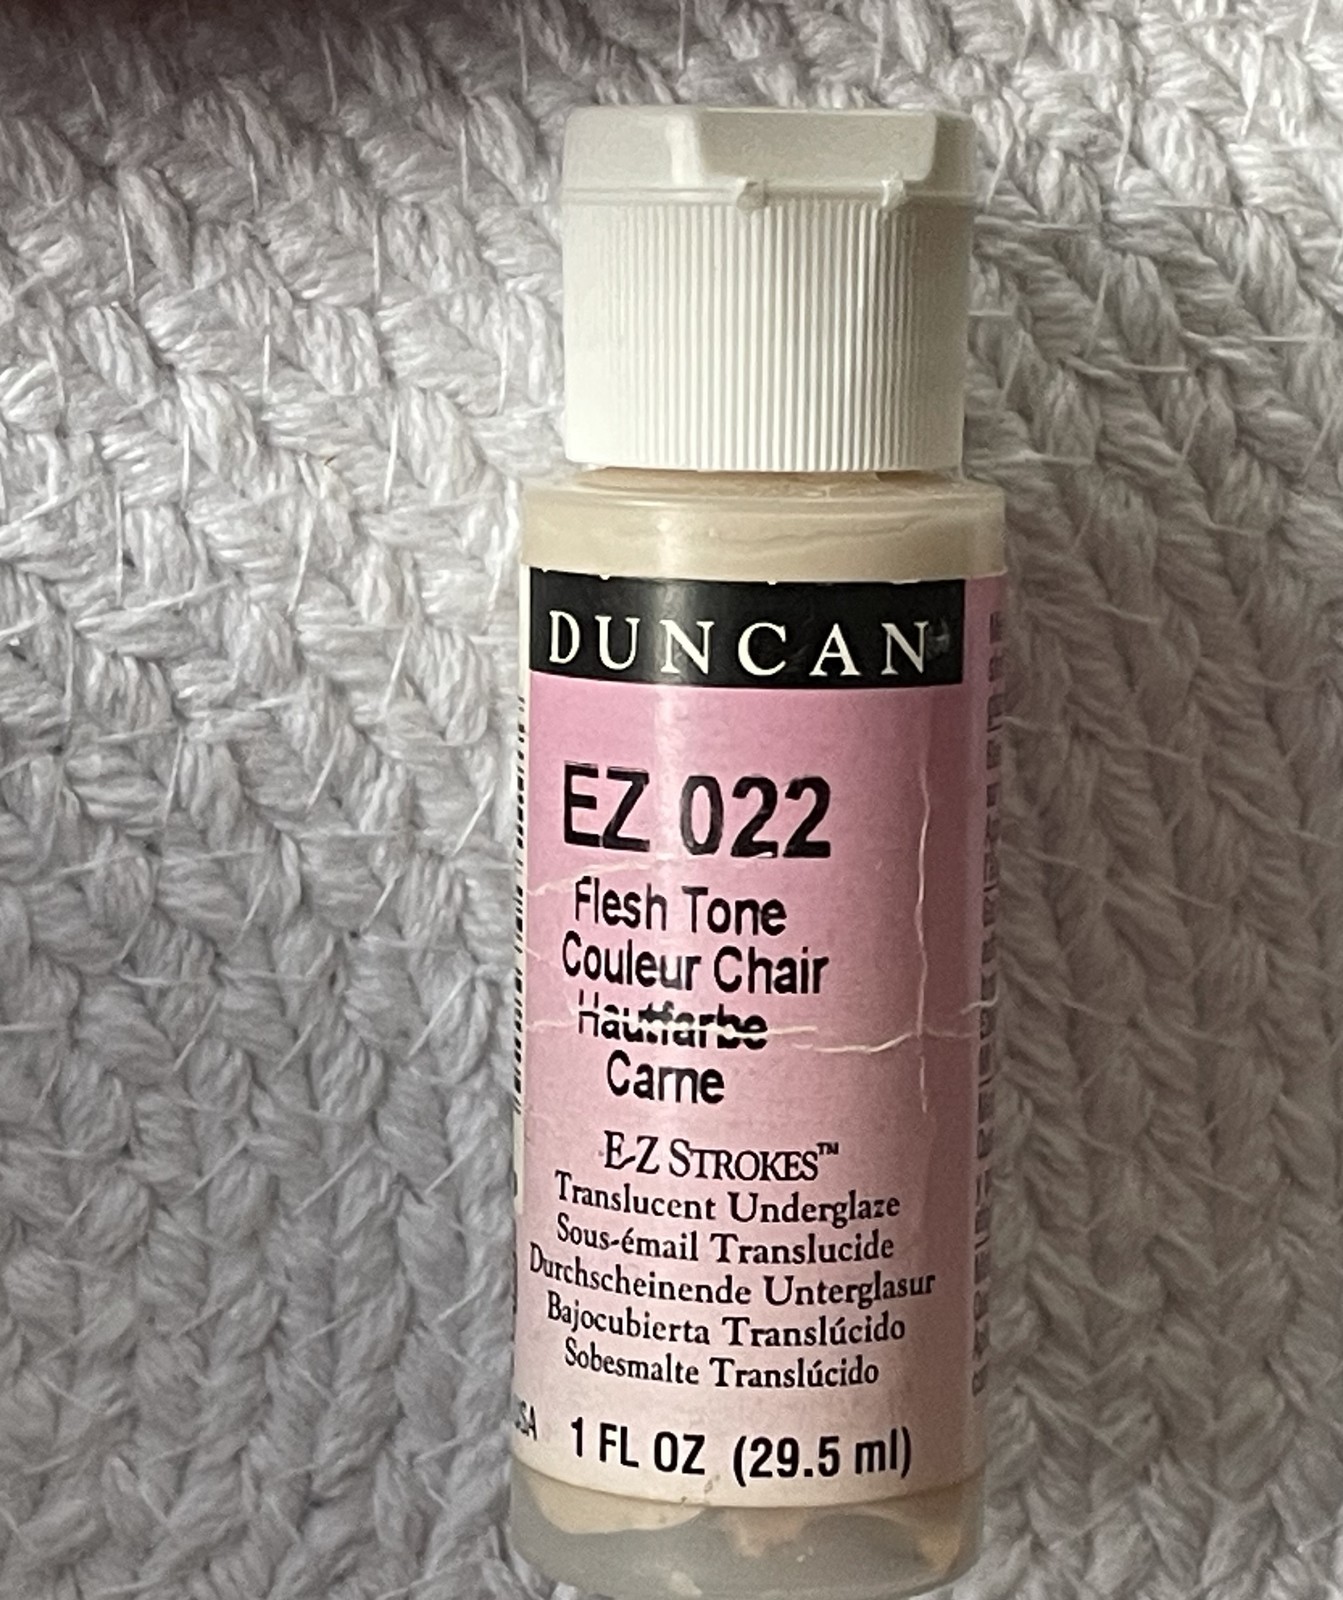 DUNCAN
EZ 022
Flesh Tone
Couleur Chair
Hautfarbe
Carne
E-Z STROKES™
Translucent Underglaze
Sous-émail Translucide
Durchscheinende Unterglasur
Bajocubierta Translúcido
Sobesmalte Translúcido
USA 1 FL OZ (29.5 ml)